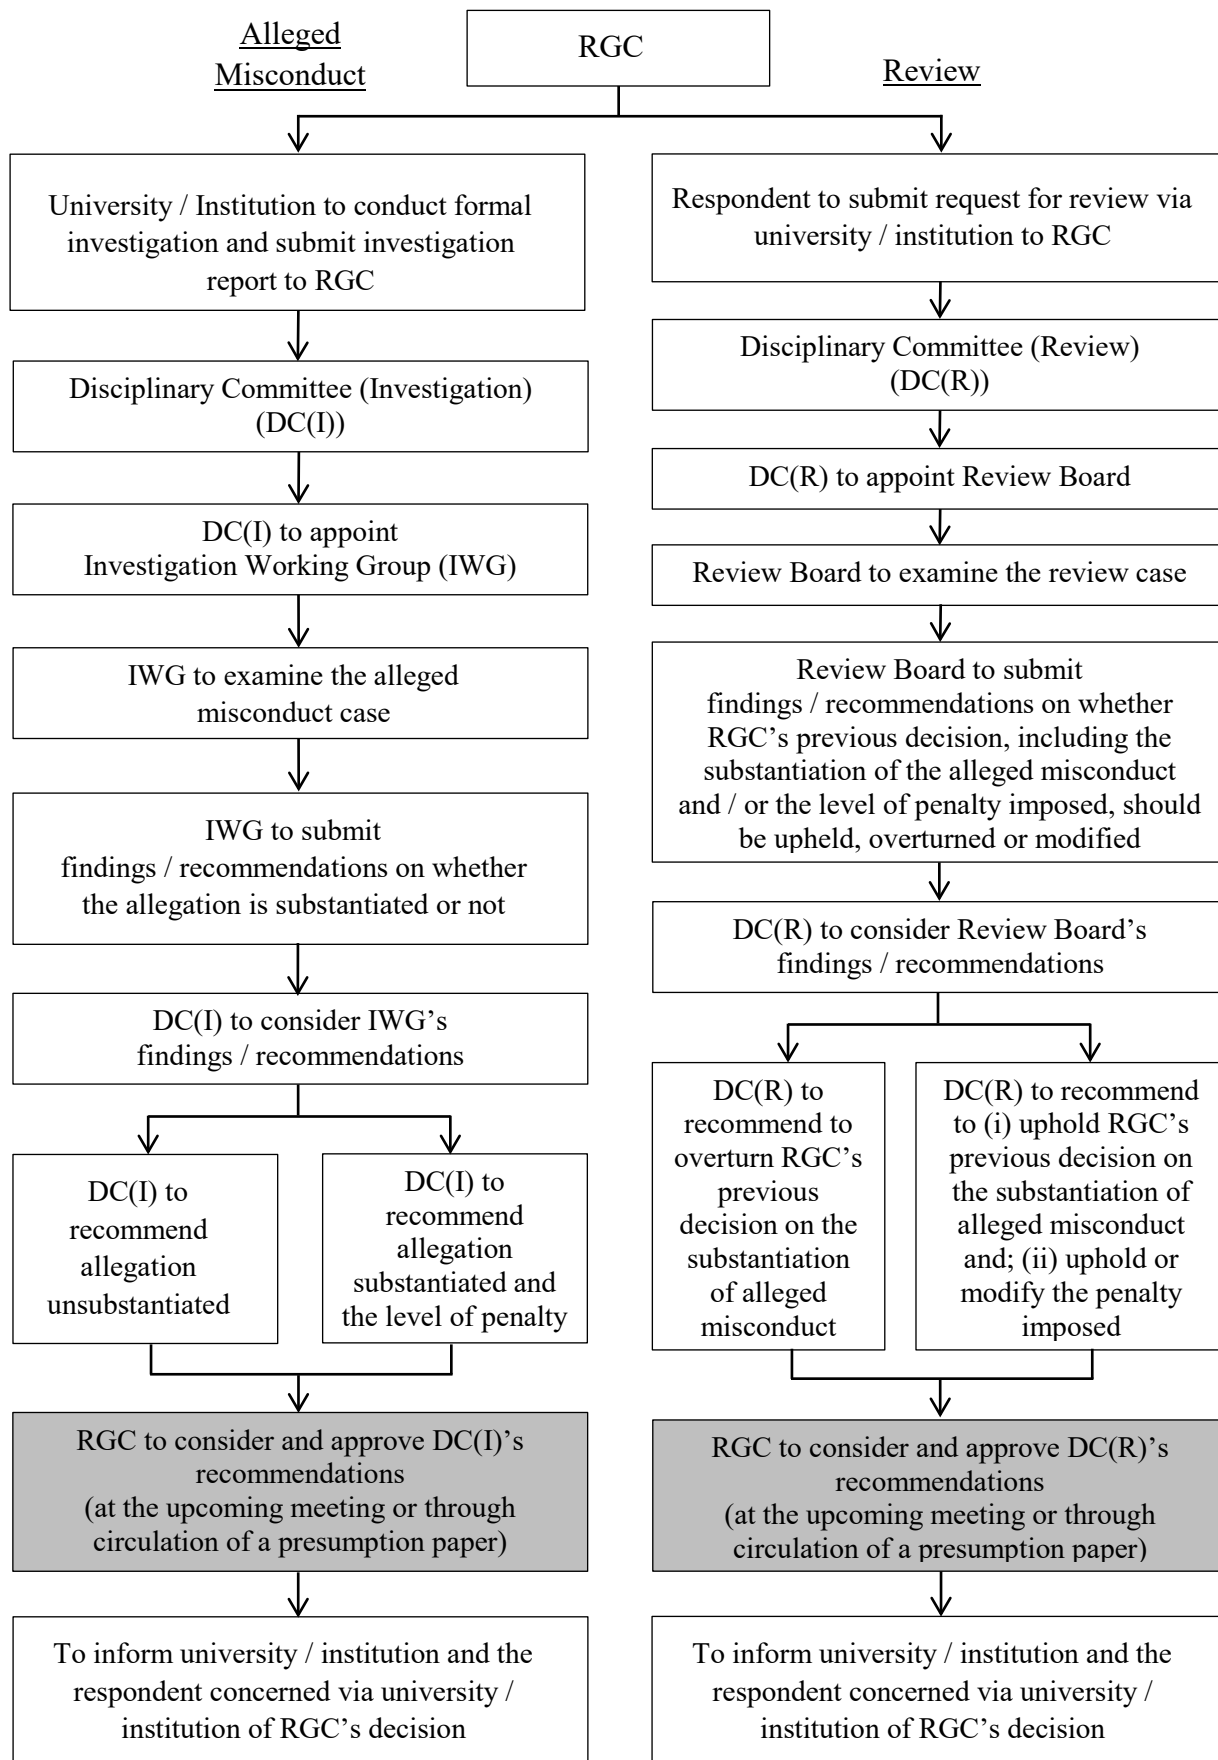 Alleged
Misconduct
RGC
Review
University / Institution to conduct formal
investigation and submit investigation
report to RGC
Disciplinary Committee (Investigation)
(DC(I))
DC(I) to appoint
Investigation Working Group (IWG)
IWG to examine the alleged
misconduct case
IWG to submit
findings / recommendations on whether
the allegation is substantiated or not
DC(I) to consider IWG’s
findings / recommendations
DC(I) to
recommend
allegation
unsubstantiated
DC(I) to
recommend
allegation
substantiated and
the level of penalty
RGC to consider and approve DC(I)’s
recommendations
(at the upcoming meeting or through
circulation of a presumption paper)
To inform university / institution and the
respondent concerned via university /
institution of RGC’s decision
Respondent to submit request for review via
university / institution to RGC
Disciplinary Committee (Review)
(DC(R))
DC(R) to appoint Review Board
Review Board to examine the review case
Review Board to submit
findings / recommendations on whether
RGC’s previous decision, including the
substantiation of the alleged misconduct
and / or the level of penalty imposed, should
be upheld, overturned or modified
DC(R) to consider Review Board’s
findings / recommendations
DC(R) to
recommend to
overturn RGC’s
previous
decision on the
substantiation
of alleged
misconduct
DC(R) to recommend
to (i) uphold RGC’s
previous decision on
the substantiation of
alleged misconduct
and; (ii) uphold or
modify the penalty
imposed
RGC to consider and approve DC(R)’s
recommendations
(at the upcoming meeting or through
circulation of a presumption paper)
To inform university / institution and the
respondent concerned via university /
institution of RGC’s decision